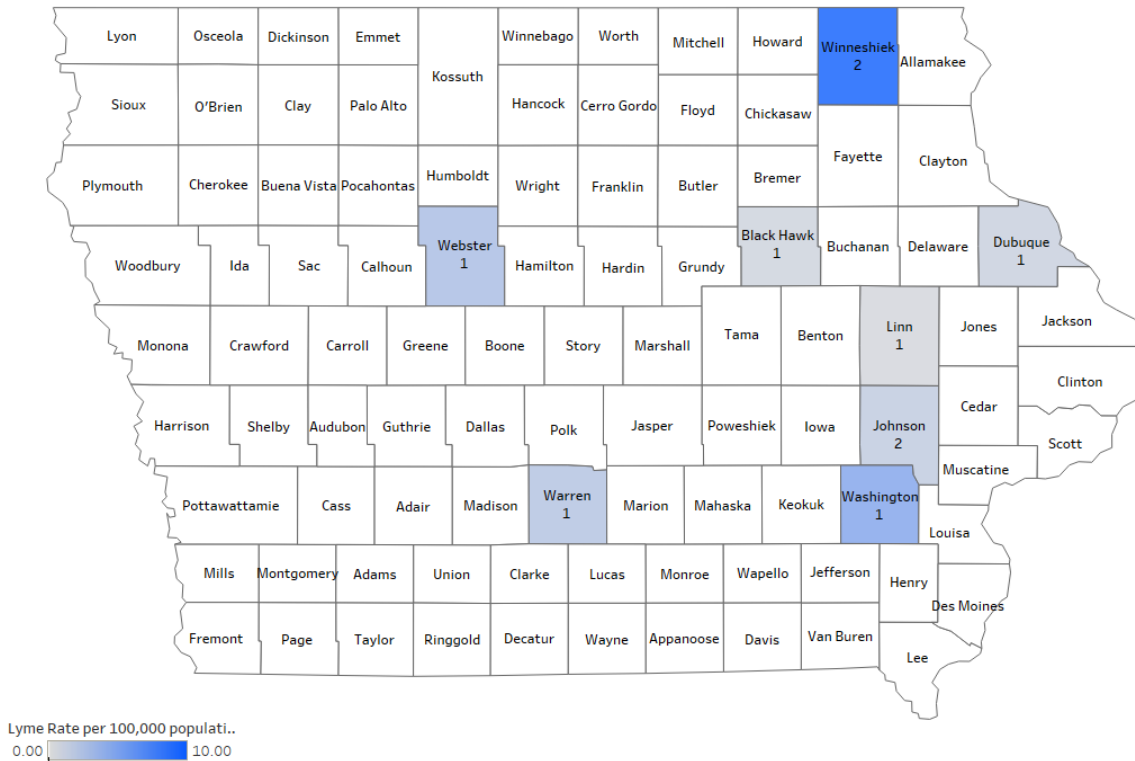 Lyon
Osceola
Dickinson
Emmet
Kossuth
Winnebago
Worth
Mitchell
Howard
Winneshiek
2
Allamakee
Sioux
O'Brien
Clay
Palo Alto
Hancock
Cerro Gordo
Floyd
Chickasaw
Fayette
Clayton
Plymouth
Cherokee
Buena Vista
Pocahontas
Humboldt
Wright
Franklin
Butler
Bremer
Woodbury
Ida
Sac
Calhoun
Webster
1
Hamilton
Hardin
Grundy
Black Hawk
1
Buchanan
Delaware
Dubuque
1
Monona
Crawford
Carroll
Greene
Boone
Story
Marshall
Tama
Benton
Linn
1
Jones
Jackson
Clinton
Harrison
Shelby
Audubon
Guthrie
Dallas
Polk
Jasper
Poweshiek
Iowa
Johnson
2
Cedar
Scott
Muscatine
Pottawattamie
Cass
Adair
Madison
Warren
1
Marion
Mahaska
Keokuk
Washington
1
Louisa
Mills
Montgomery
Adams
Union
Clarke
Lucas
Monroe
Wapello
Jefferson
Henry
Des Moines
Fremont
Page
Taylor
Ringgold
Decatur
Wayne
Appanoose
Davis
Van Buren
Lee
Lyme Rate per 100,000 populati..
0.00
10.00